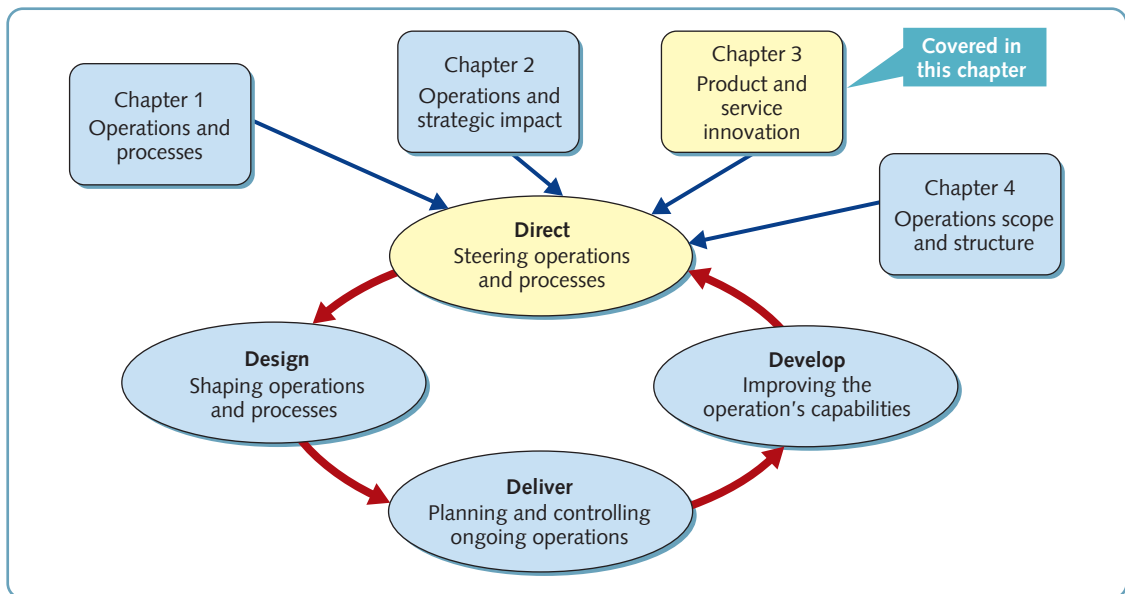 Chapter 1
Operations and
processes
Chapter 2
Operations and
strategic impact
Chapter 3
Product and
service
innovation
Covered in
this chapter
Chapter 4
Operations scope
and structure
Direct
Steering operations
and processes
Design
Shaping operations
and processes
Develop
Improving the
operation’s capabilities
Deliver
Planning and controlling
ongoing operations